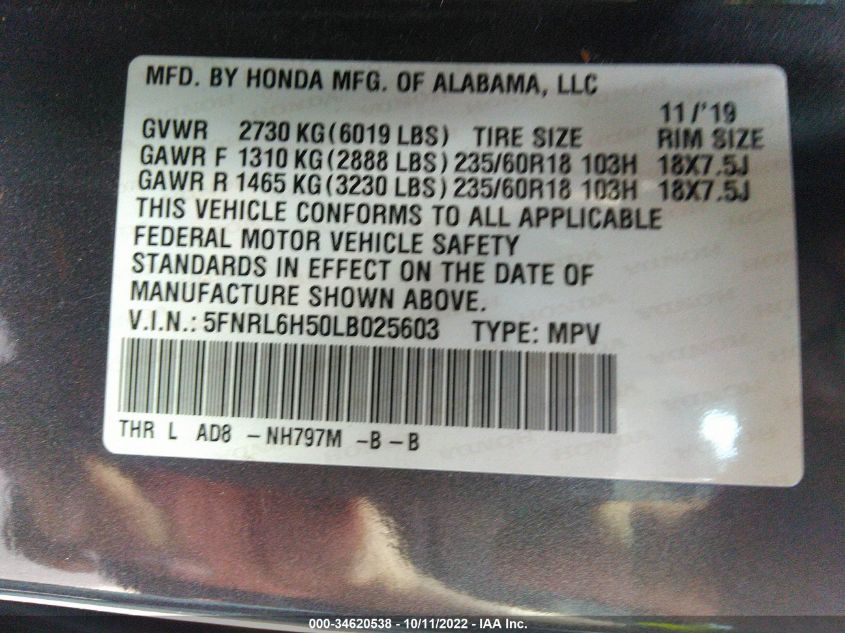 MFD. BY HONDA MFG. OF ALABAMA, LLC
11/'19
GVWR 2730 KG (6019 LBS) TIRE SIZE RIM SIZE
GAWR F 1310 KG (2888 LBS) 235/60R18 103H 18X7.5J
GAWR R 1465 KG (3230 LBS) 235/60R18 103H 18X7.5J
THIS VEHICLE CONFORMS TO ALL APPLICABLE
FEDERAL MOTOR VEHICLE SAFETY
STANDARDS IN EFFECT ON THE DATE OF
MANUFACTURE SHOWN ABOVE.
V.I.N.: 5FNRL6H50LB025603 TYPE: MPV
THR L AD8 -NH797M -B-B
000-34620538 - 10/11/2022 - IAA Inc.